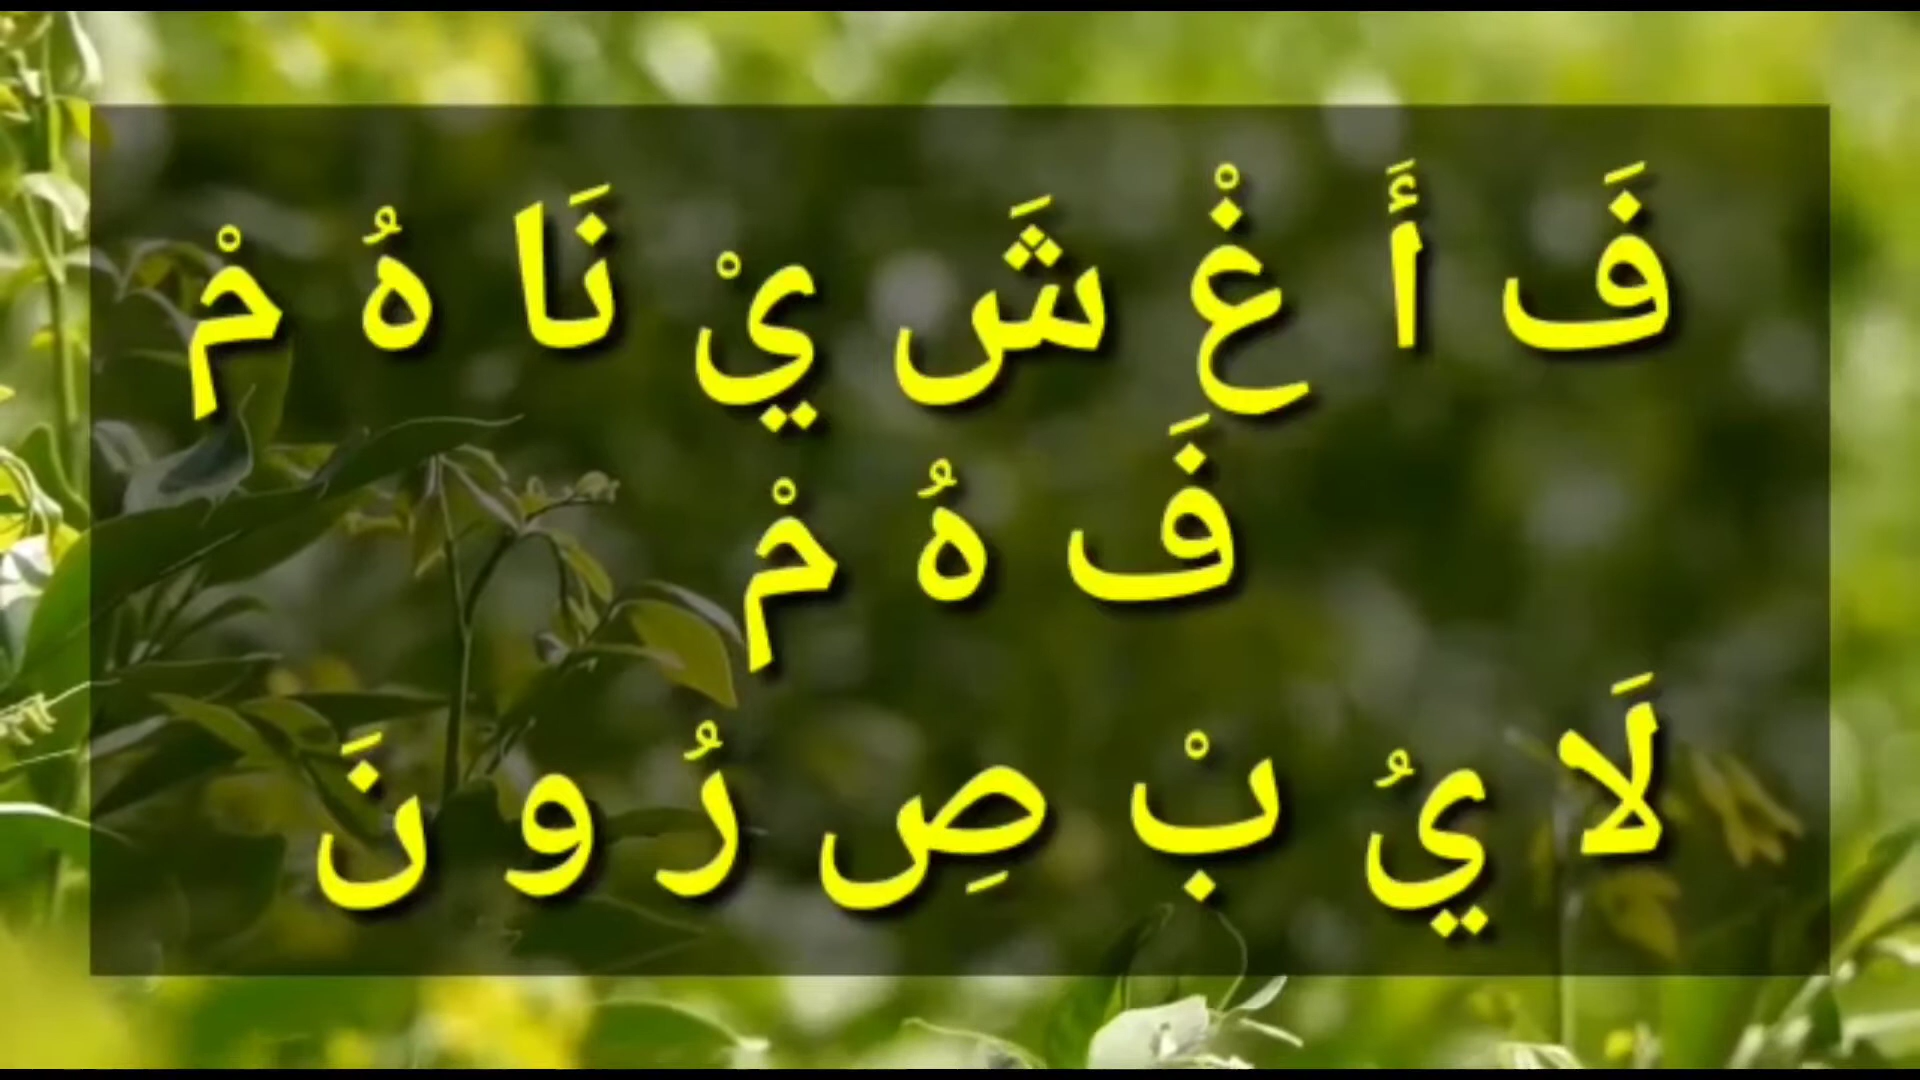 فَ أَ غْ شَ يْ نَا هُ مْ
فَ هُ مْ
لَا يُ بْ صِ رُ و نَ